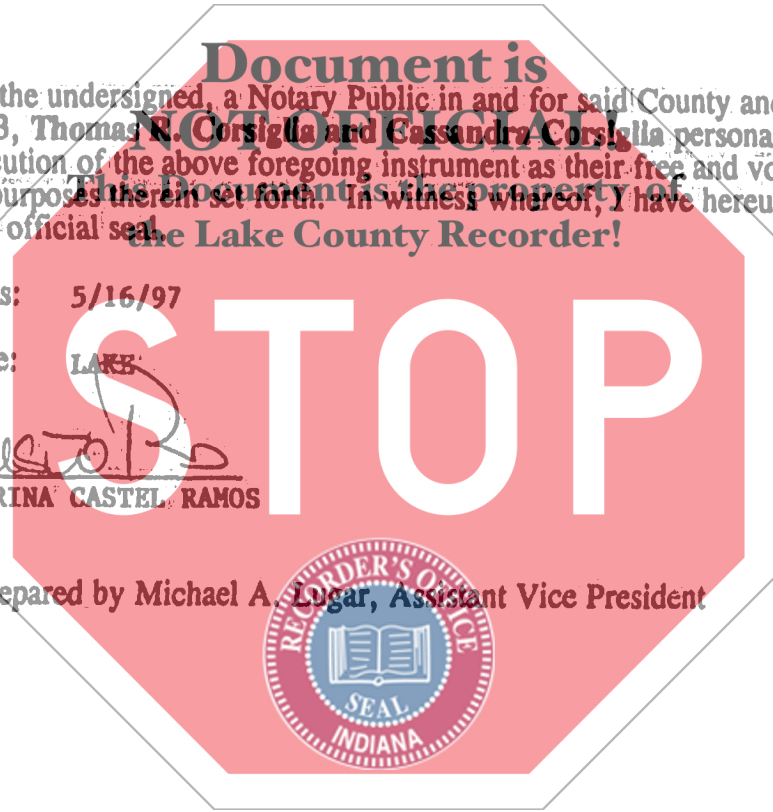 Document is
the undersigned, a Notary Public in and for said County and
NOT OFFICIAL!
3, Thomas N. Corsiglia and Cassandra Corsiglia persona
ution of the above foregoing instrument as their free and vo
This Document is the property of
urposes therein set forth. In witness whereof, I have hereu
the Lake County Recorder!
official seal.
s: 5/16/97
STOP
e: LAKE
RINA CASTEL RAMOS
epared by Michael A. Lugar, Assistant Vice President
RECORDER'S OFFICE
SEAL
INDIANA